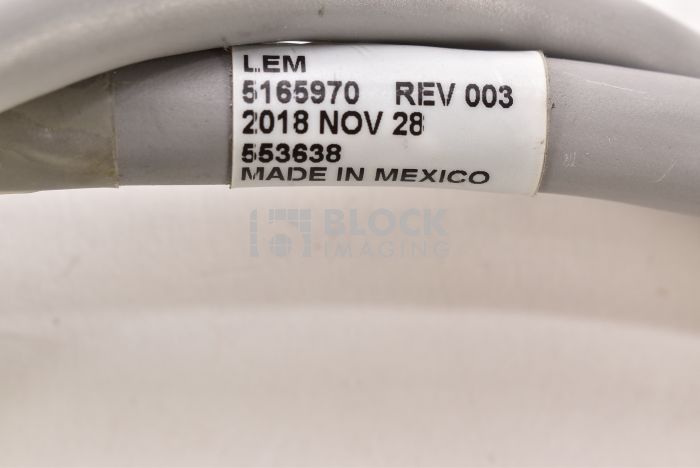 LEM
5165970 REV 003
2018 NOV 28
553638
MADE IN MEXICO
BLOCK
IMAGING